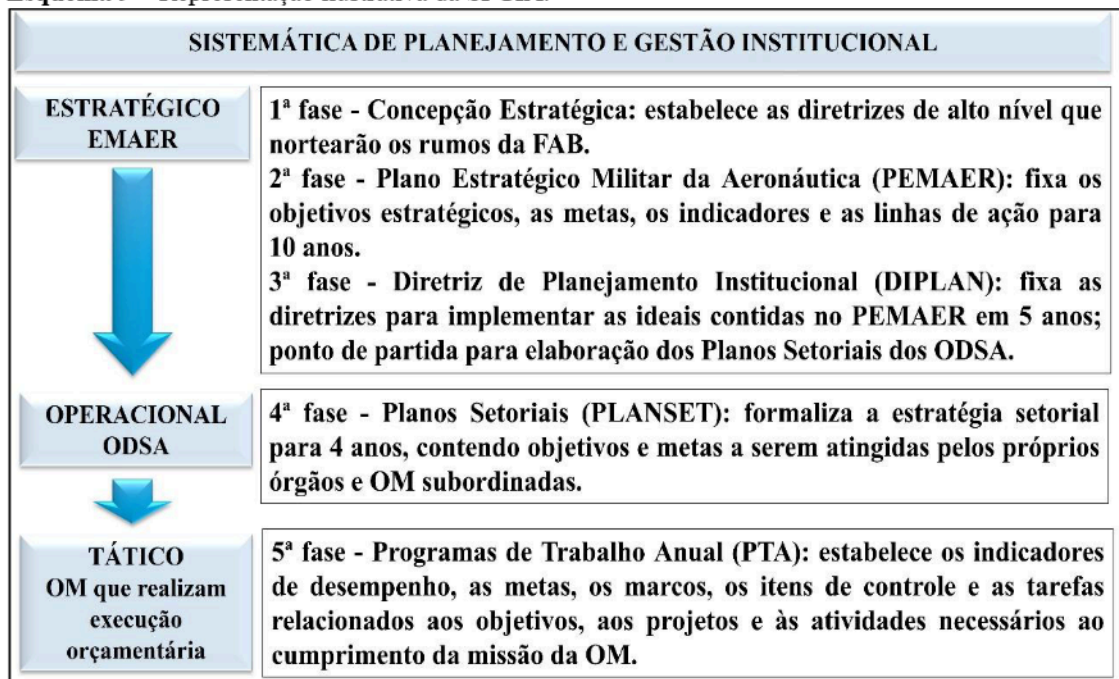 SISTEMÁTICA DE PLANEJAMENTO E GESTÃO INSTITUCIONAL
ESTRATÉGICO
EMAER
1ª fase - Concepção Estratégica: estabelece as diretrizes de alto nível que
nortearão os rumos da FAB.
2ª fase - Plano Estratégico Militar da Aeronáutica (PEMAER): fixa os
objetivos estratégicos, as metas, os indicadores e as linhas de ação para
10 anos.
3ª fase - Diretriz de Planejamento Institucional (DIPLAN): fixa as
diretrizes para implementar as ideais contidas no PEMAER em 5 anos;
ponto de partida para elaboração dos Planos Setoriais dos ODSA.
OPERACIONAL
ODSA
4ª fase - Planos Setoriais (PLANSET): formaliza a estratégia setorial
para 4 anos, contendo objetivos e metas a serem atingidas pelos próprios
órgãos e OM subordinadas.
TÁTICO
OM que realizam
execução
orçamentária
5ª fase - Programas de Trabalho Anual (PTA): estabelece os indicadores
de desempenho, as metas, os marcos, os itens de controle e as tarefas
relacionados aos objetivos, aos projetos e às atividades necessários ao
cumprimento da missão da OM.